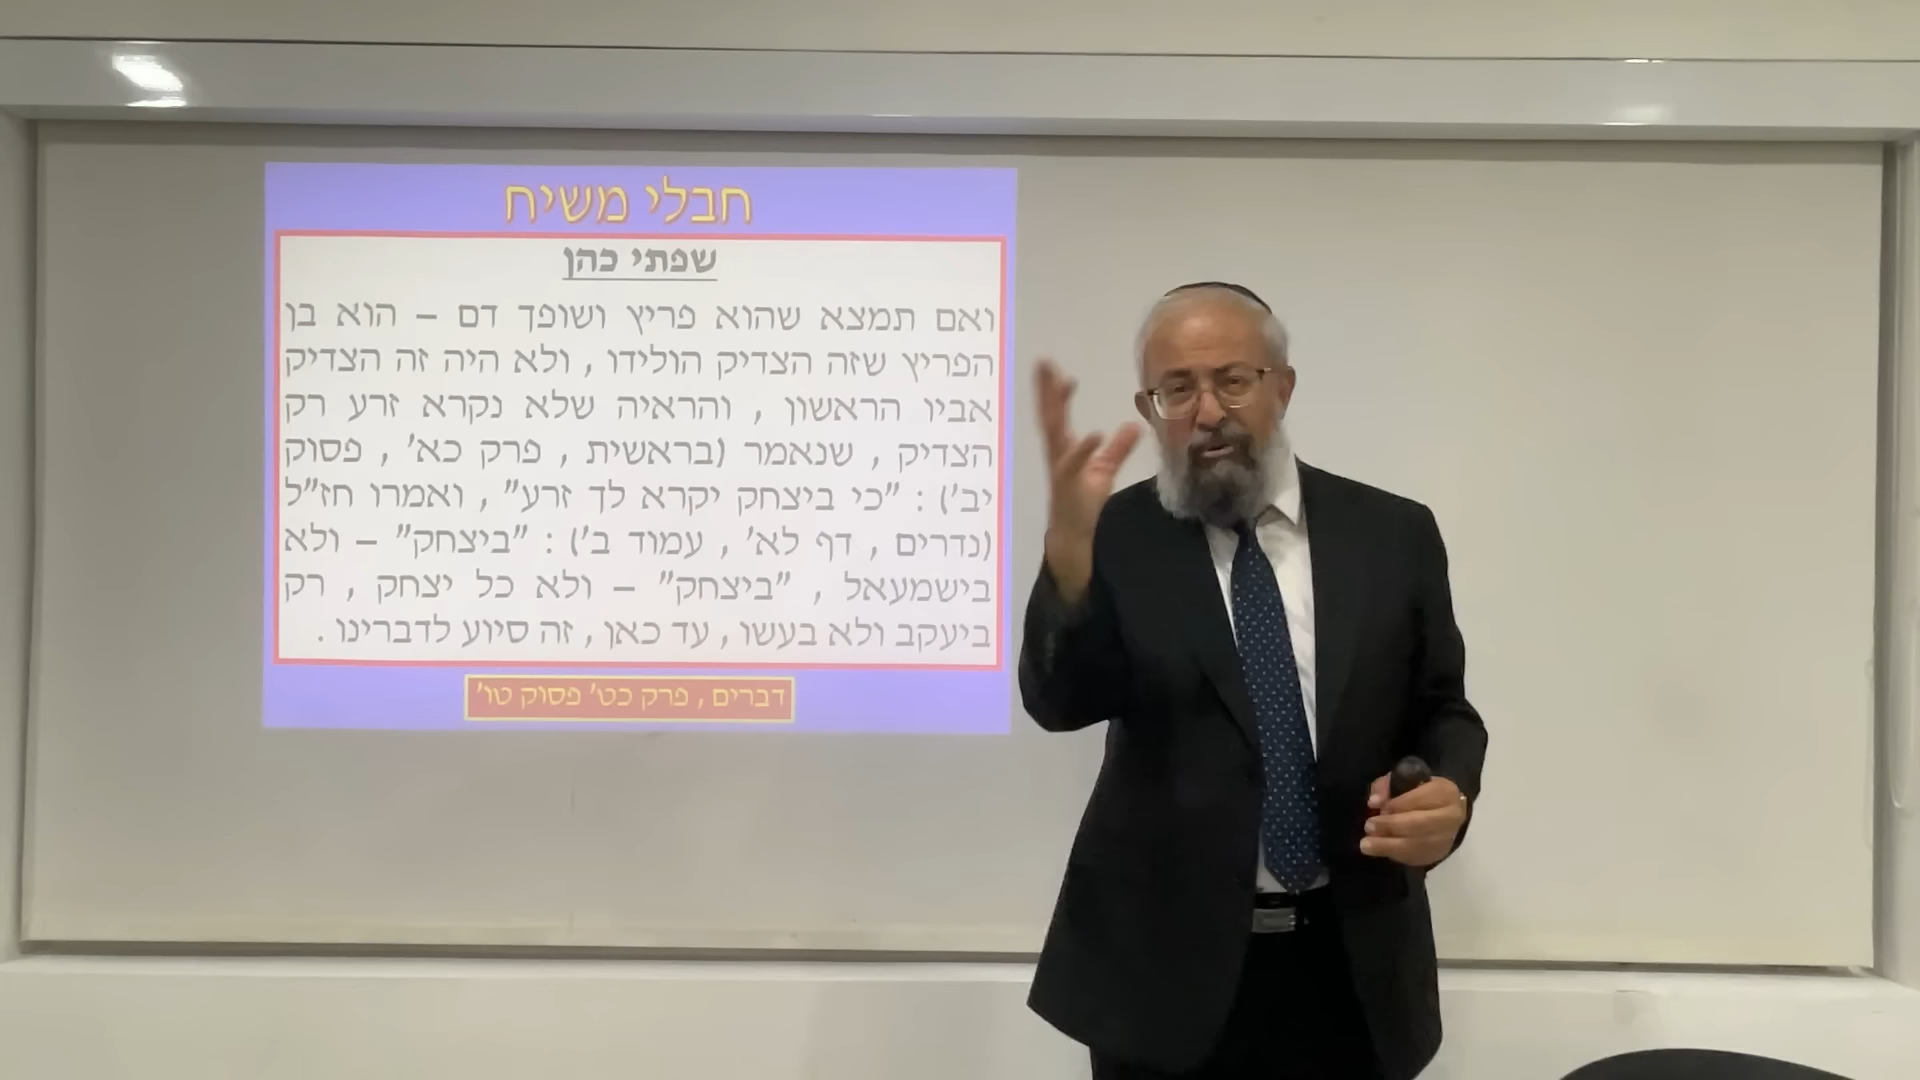 חבלי משיח
שפתי כהן
ואם תמצא שהוא פריץ ושופך דם – הוא בן
הפריץ שזה הצדיק הולידו , ולא היה זה הצדיק
אביו הראשון , והראיה שלא נקרא זרע רק
הצדיק , שנאמר (בראשית , פרק כא' , פסוק
יב') : "כי ביצחק יקרא לך זרע" , ואמרו חז"ל
(נדרים , דף לא' , עמוד ב') : "ביצחק" – ולא
בישמעאל , "ביצחק" – ולא כל יצחק , רק
ביעקב ולא בעשו , עד כאן , זה סיוע לדברינו .
דברים , פרק כט' פסוק טו'